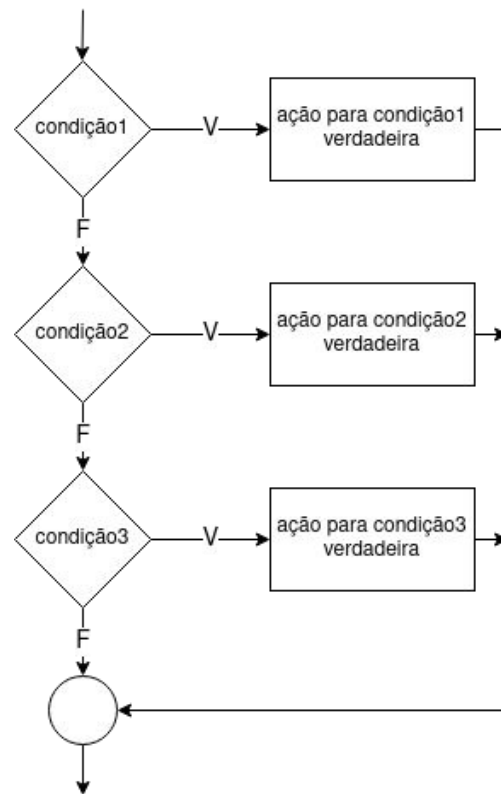 condição1
V
ação para condição1
verdadeira
F
condição2
V
ação para condição2
verdadeira
F
condição3
V
ação para condição3
verdadeira
F